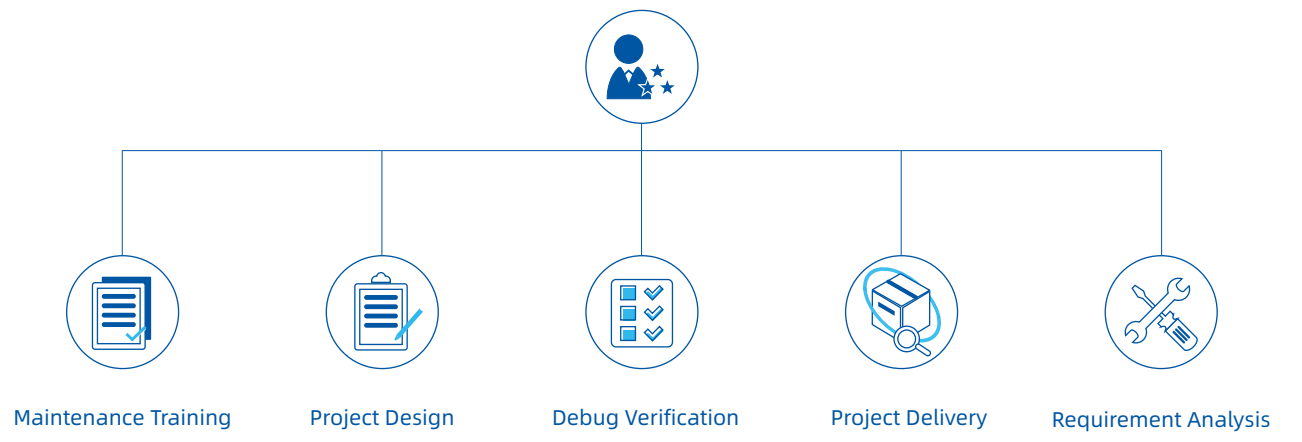 Maintenance Training
Project Design
Debug Verification
Project Delivery
Requirement Analysis